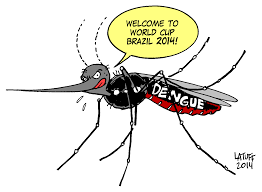 WELCOME TO
WORLD CUP
BRAZIL 2014!
DENGUE
LATUFF
2014